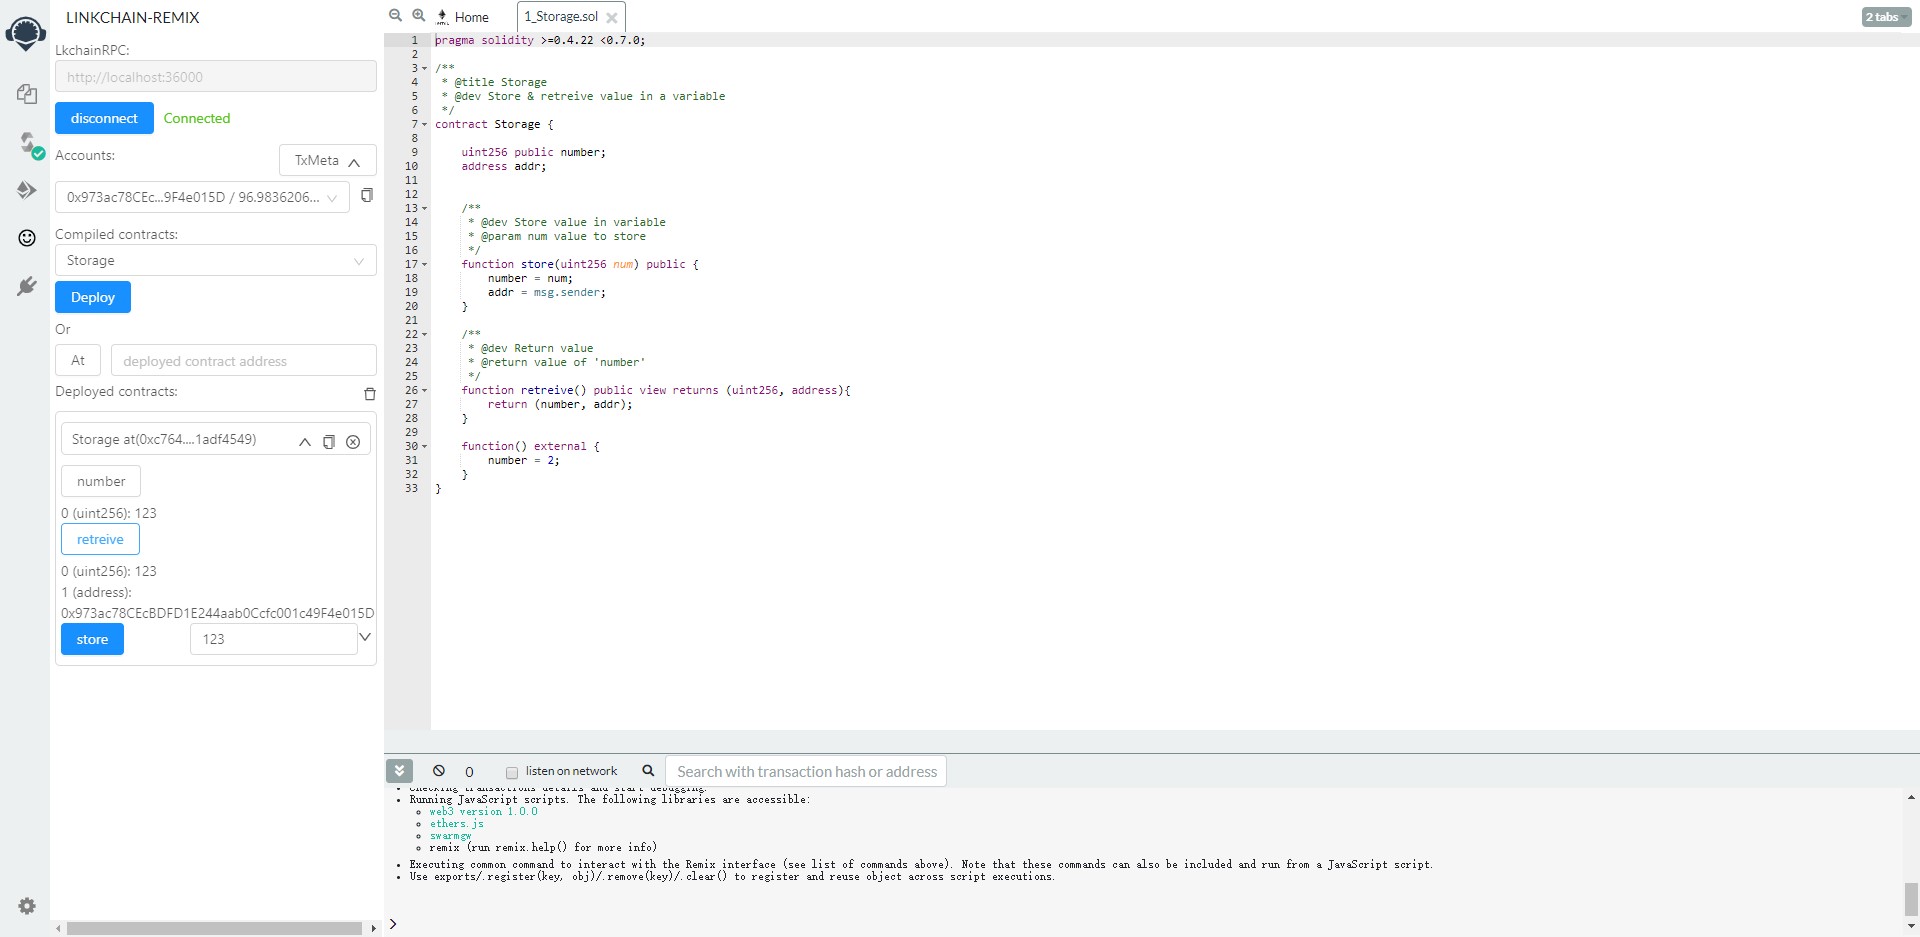 LINKCHAIN-REMIX
LkchainRPC:
http://localhost:36000
disconnect
Connected
Accounts:
TxMeta
0x973ac78CEc...9F4e015D / 96.9836206...
Compiled contracts:
Storage
Deploy
Or
At
deployed contract address
Deployed contracts:
Storage at(0xc764....1adf4549)
number
0 (uint256): 123
retreive
0 (uint256): 123
1 (address):
0x973ac78CEcBDFD1E244aab0Ccfc001c49F4e015D
store
123
Home
1_Storage.sol
2 tabs
1 pragma solidity >=0.4.22 <0.7.0;
2
3 /**
4 * @title Storage
5 * @dev Store & retreive value in a variable
6 */
7 contract Storage {
8
9 uint256 public number;
10 address addr;
11
12
13 /**
14 * @dev Store value in variable
15 * @param num value to store
16 */
17 function store(uint256 num) public {
18 number = num;
19 addr = msg.sender;
20 }
21
22 /**
23 * @dev Return value
24 * @return value of 'number'
25 */
26 function retreive() public view returns (uint256, address){
27 return (number, addr);
28 }
29
30 function() external {
31 number = 2;
32 }
33 }
0
listen on network
Search with transaction hash or address
• Checking transactions details and start debugging.
• Running JavaScript scripts. The following libraries are accessible:
○ web3 version 1.0.0
○ ethers.js
○ swarmgw
○ remix (run remix.help() for more info)
• Executing common command to interact with the Remix interface (see list of commands above). Note that these commands can also be included and run from a JavaScript script.
• Use exports/.register(key, obj)/.remove(key)/.clear() to register and reuse object across script executions.
>